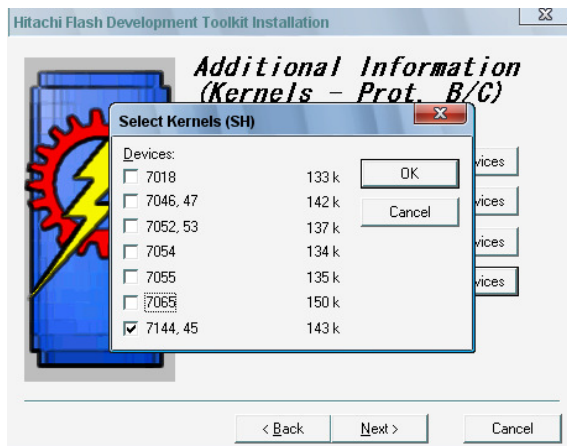 Hitachi Flash Development Toolkit Installation
Additional Information
(Kernels - Prot. B/C)
Select Kernels (SH)
Devices:
7018 133 k
7046, 47 142 k
7052, 53 137 k
7054 134 k
7055 135 k
7065 150 k
7144, 45 143 k
OK
Cancel
vices
vices
vices
vices
< Back Next > Cancel